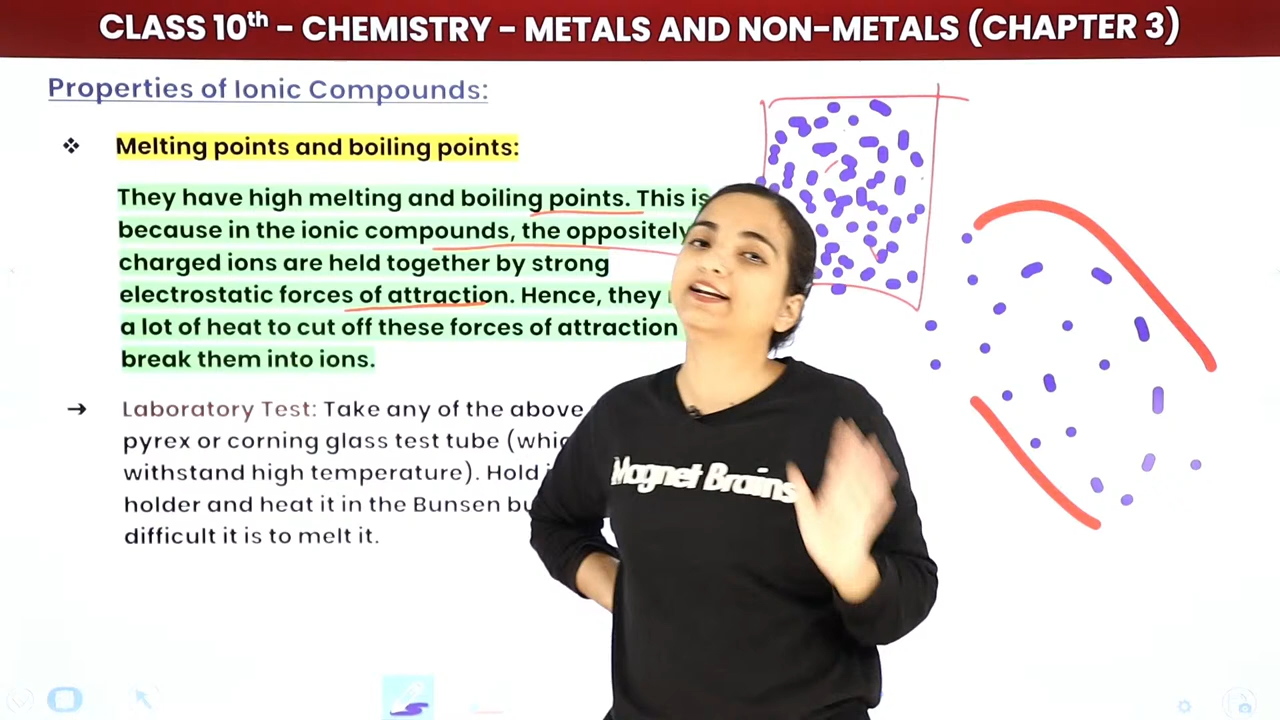 CLASS 10th - CHEMISTRY - METALS AND NON-METALS (CHAPTER 3)
Properties of Ionic Compounds:
❖ Melting points and boiling points:
They have high melting and boiling points. This is
because in the ionic compounds, the oppositely
charged ions are held together by strong
electrostatic forces of attraction. Hence, they
a lot of heat to cut off these forces of attraction
break them into ions.
→ Laboratory Test: Take any of the above
pyrex or corning glass test tube
withstand high temperature). Hold
holder and heat it in the Bunsen
difficult it is to melt it.
Magnet Brains